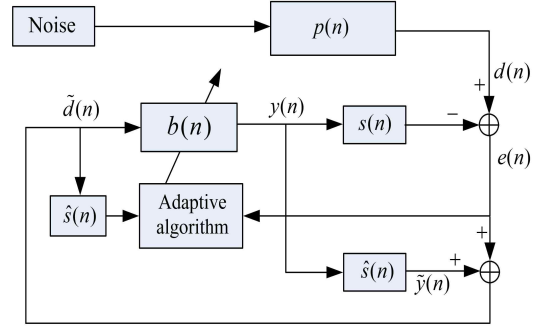 Noise
p(n)
d(n)
+
d̃(n)
y(n)
−
b(n)
s(n)
e(n)
ŝ(n)
Adaptive
algorithm
+
+
ŝ(n)
ỹ(n)